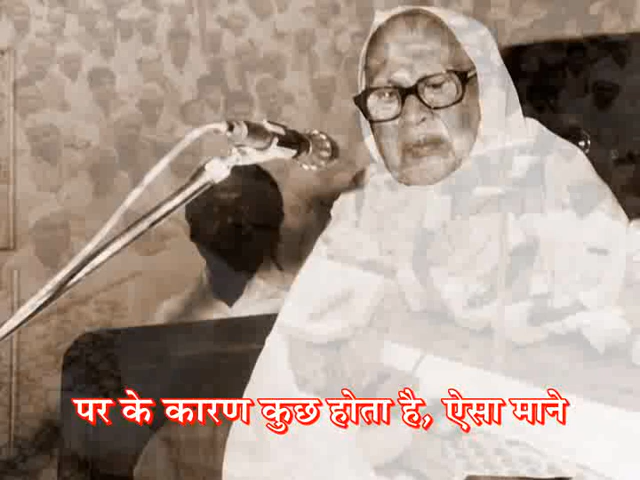 पर के कारण कुछ होता है, ऐसा माने